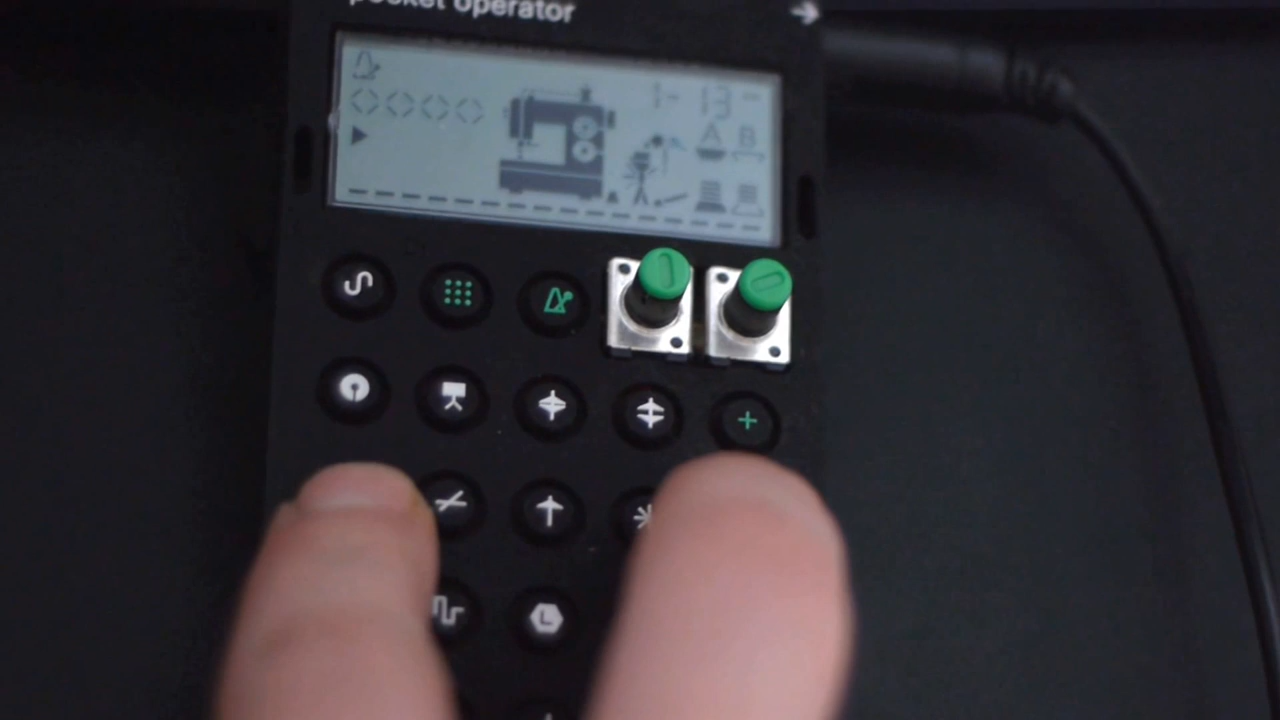 pocket operator
1- 13-
A B
+
L